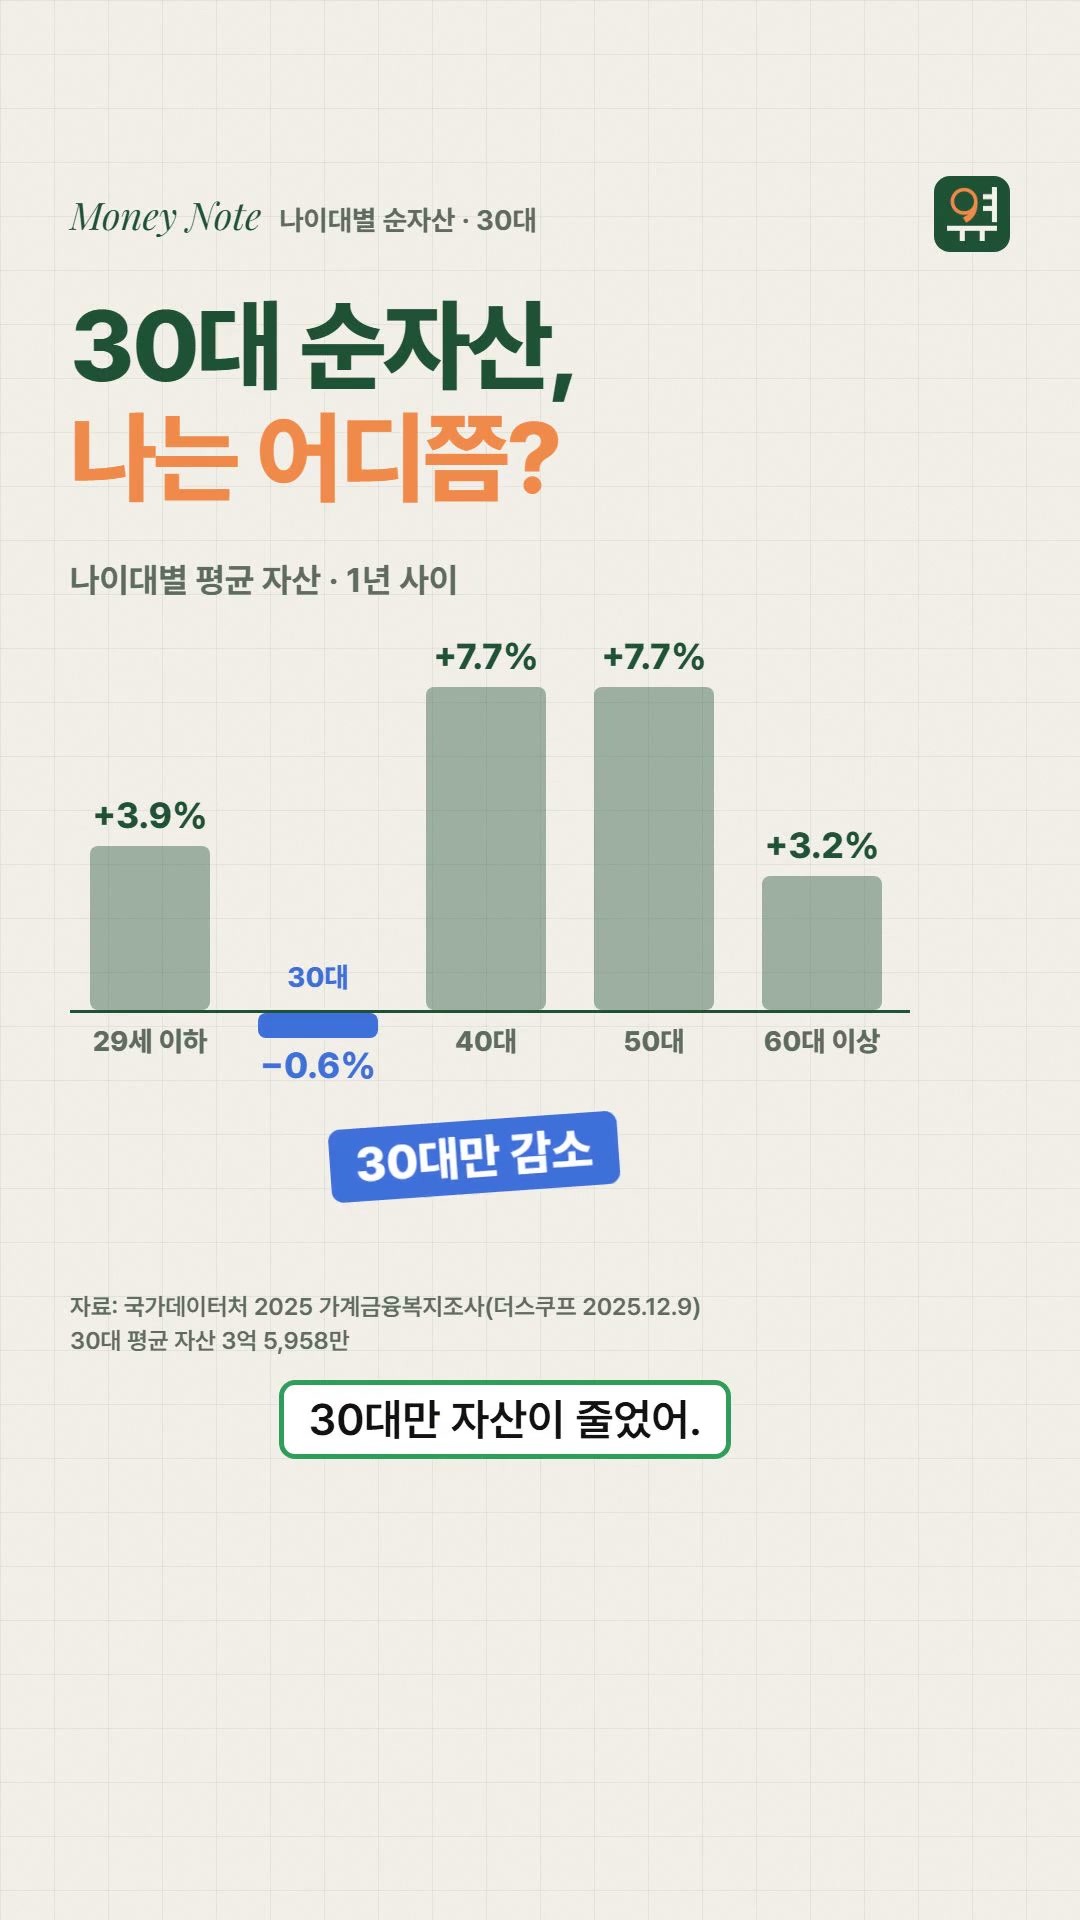 Money Note 나이대별 순자산 · 30대
30대 순자산,
나는 어디쯤?
나이대별 평균 자산 · 1년 사이
+7.7% +7.7%
+3.9%
+3.2%
30대
29세 이하 40대 50대 60대 이상
−0.6%
30대만 감소
자료: 국가데이터처 2025 가계금융복지조사(더스쿠프 2025.12.9)
30대 평균 자산 3억 5,958만
30대만 자산이 줄었어.